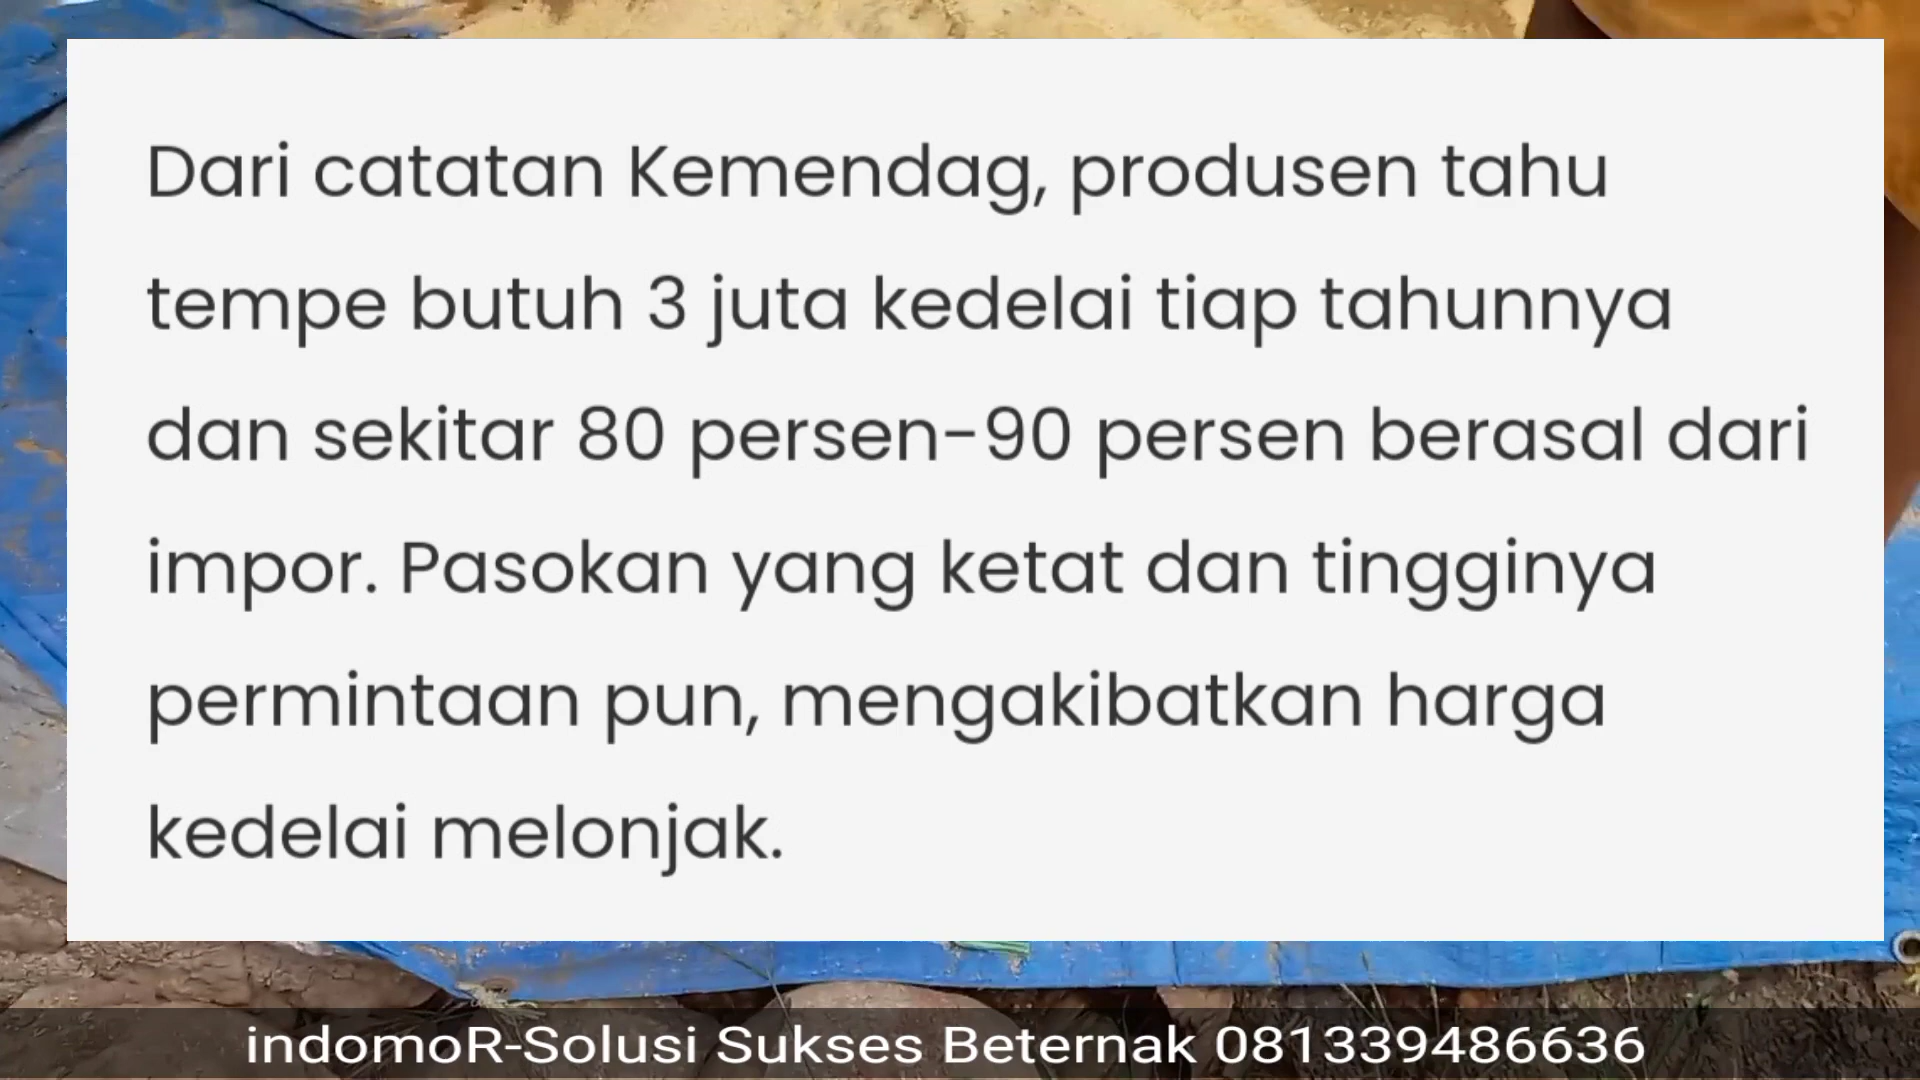 Dari catatan Kemendag, produsen tahu
tempe butuh 3 juta kedelai tiap tahunnya
dan sekitar 80 persen-90 persen berasal dari
impor. Pasokan yang ketat dan tingginya
permintaan pun, mengakibatkan harga
kedelai melonjak.
indomoR-Solusi Sukses Beternak 081339486636